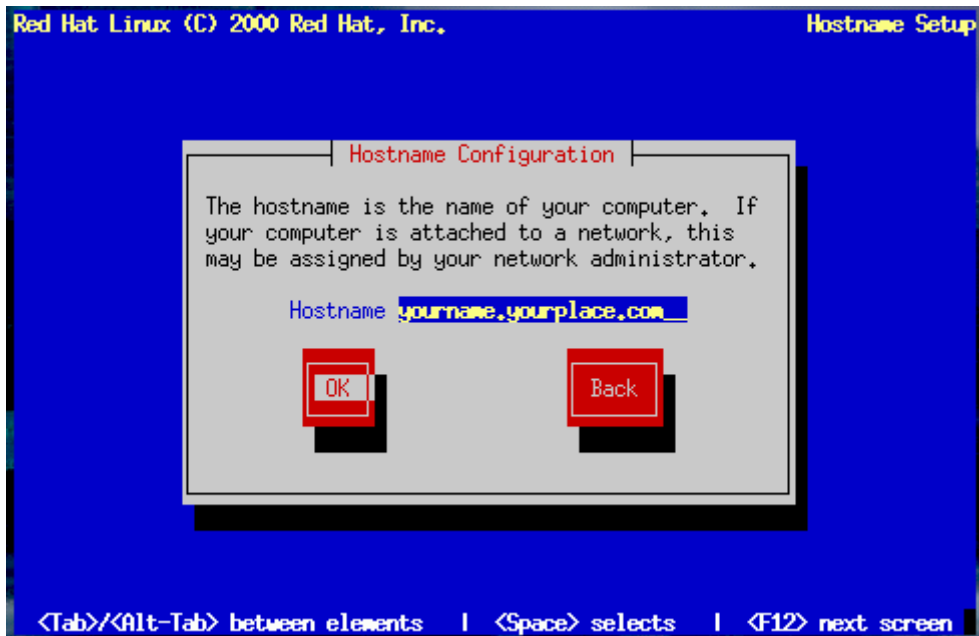 Red Hat Linux (C) 2000 Red Hat, Inc. Hostname Setup
Hostname Configuration
The hostname is the name of your computer. If
your computer is attached to a network, this
may be assigned by your network administrator.
Hostname yourname.yourplace.com__
OK Back
<Tab>/<Alt-Tab> between elements | <Space> selects | <F12> next screen